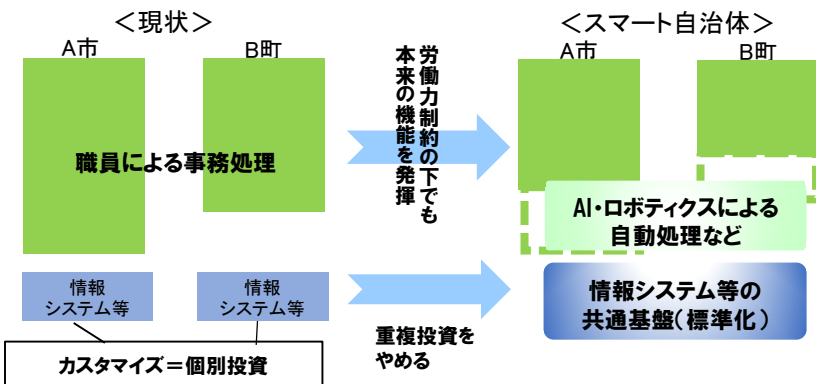 ＜現状＞
A市
B町
職員による事務処理
情報
システム等
情報
システム等
カスタマイズ＝個別投資
労働力制約の下でも
本来の機能を発揮
重複投資を
やめる
＜スマート自治体＞
A市
B町
AI・ロボティクスによる
自動処理など
情報システム等の
共通基盤（標準化）